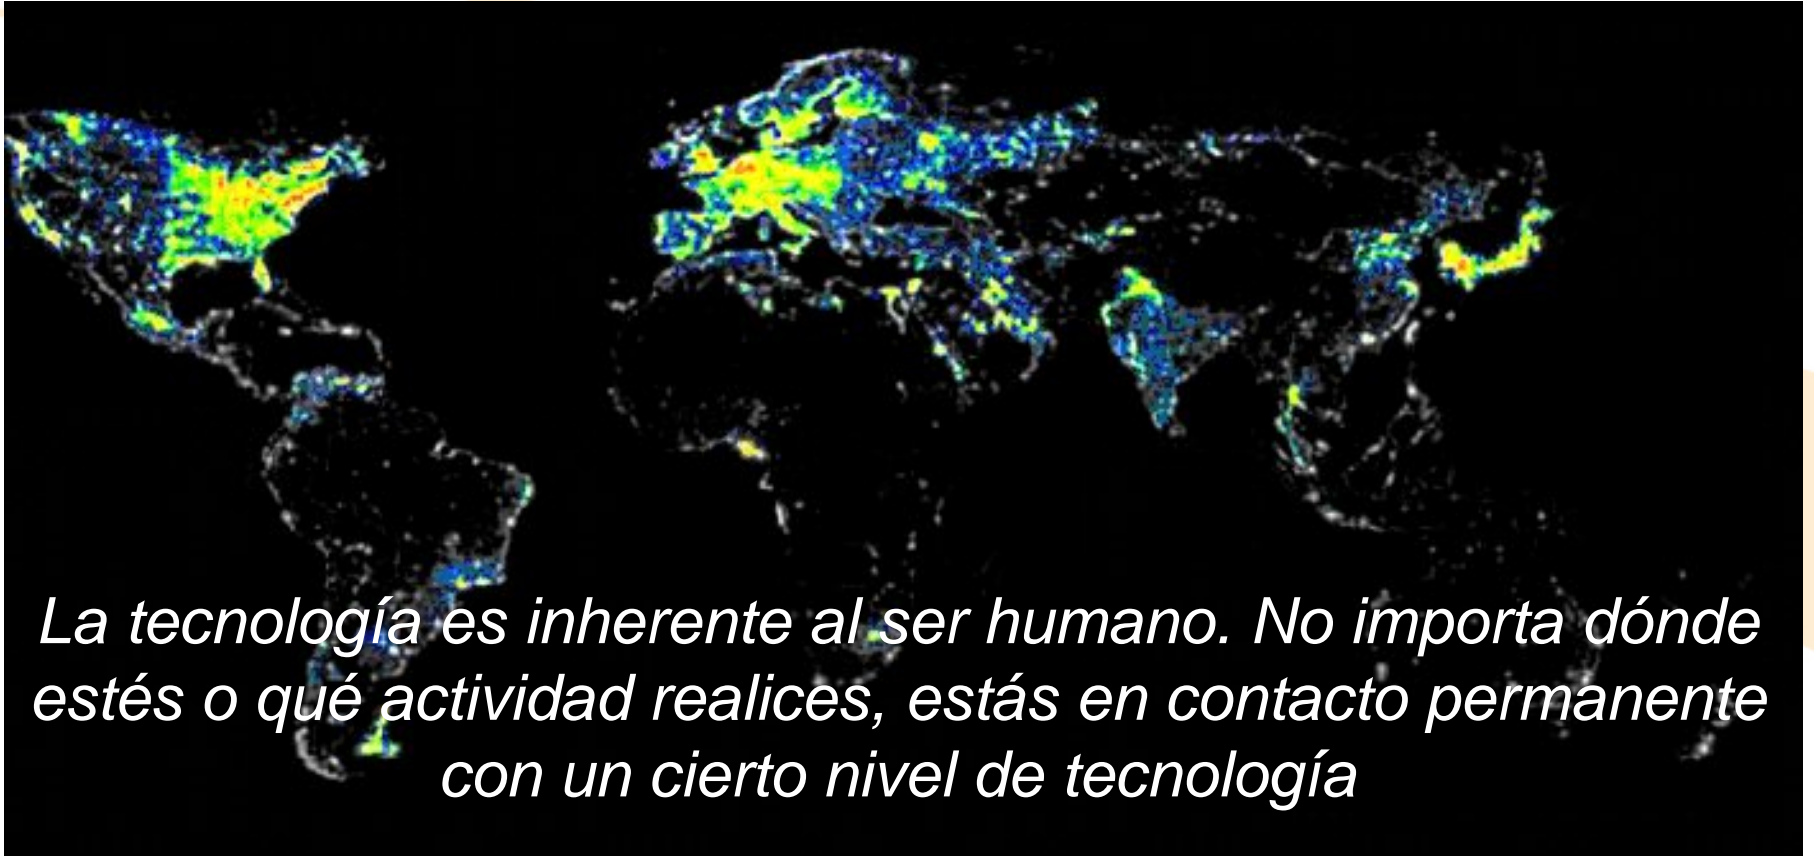 La tecnología es inherente al ser humano. No importa dónde
estés o qué actividad realices, estás en contacto permanente
con un cierto nivel de tecnología